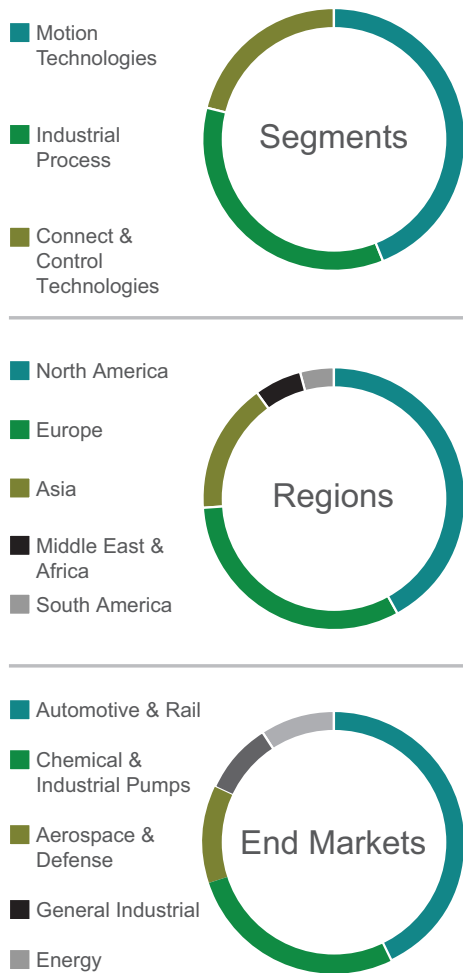 Motion
Technologies
Industrial
Process
Connect &
Control
Technologies
Segments
North America
Europe
Asia
Middle East &
Africa
South America
Regions
Automotive & Rail
Chemical &
Industrial Pumps
Aerospace &
Defense
General Industrial
Energy
End Markets